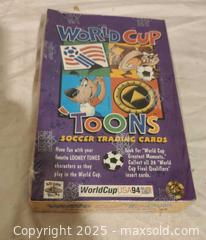 WORLD CUP
TOONS
SOCCER TRADING CARDS
Have fun with your
favorite LOONEY TUNES
characters as they
play in the World Cup.
Look for "World Cup
Greatest Moments."
Collect all 24 "World
Cup Final Qualifiers"
insert cards.
WorldCupUSA94
Copyright 2025 - maxsold.com